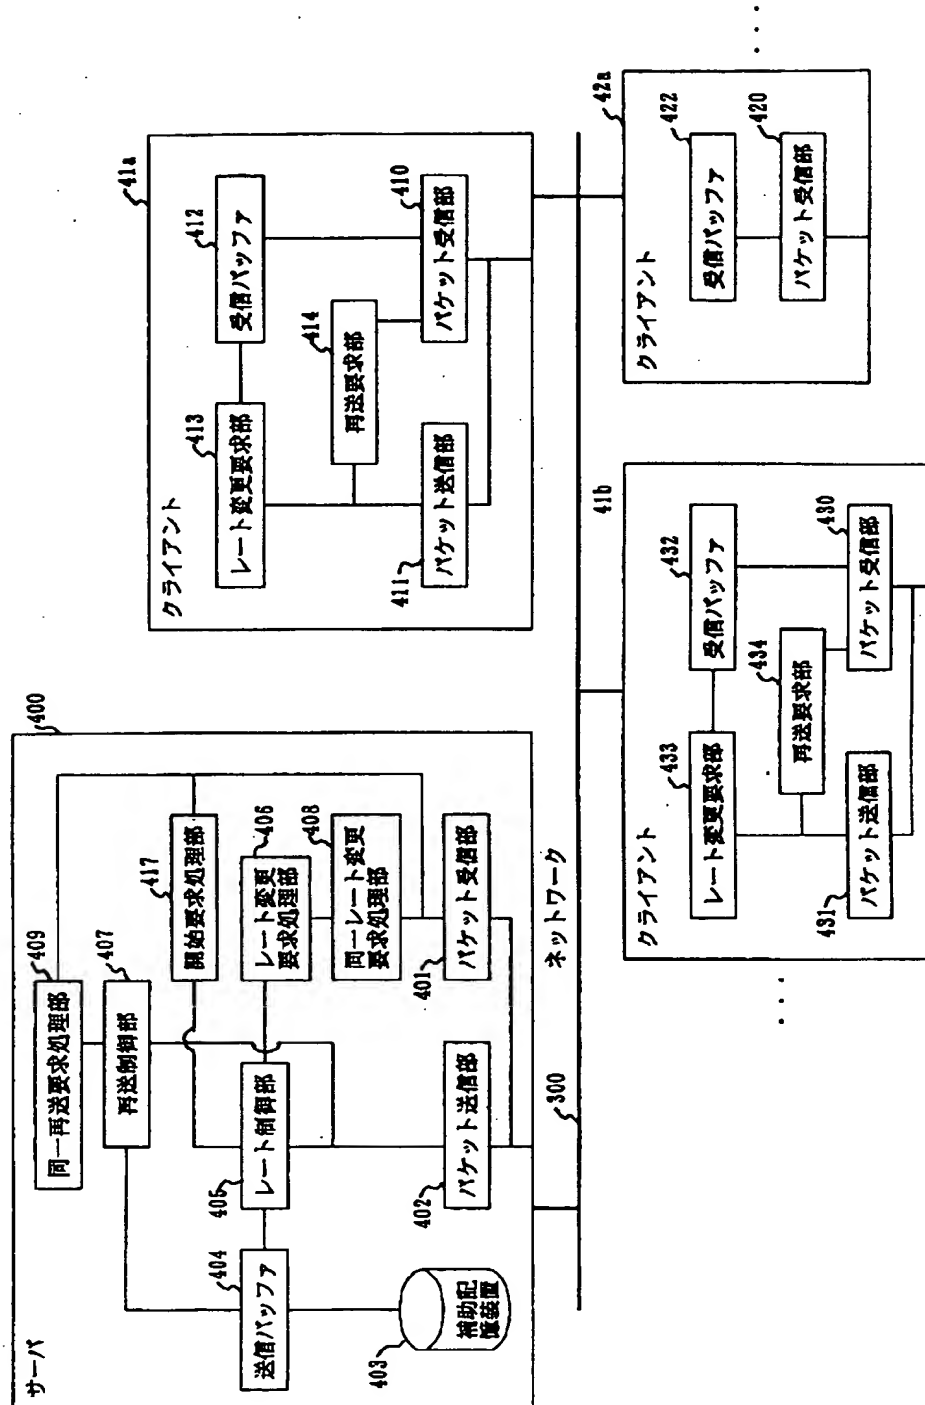 サーバ
400
同一再送要求処理部
409
再送制御部
407
開始要求処理部
417
送信バッファ
404
レート制御部
405
レート変更
要求処理部
406
同一レート変更
要求処理部
408
補助記
憶装置
403
パケット送信部
402
パケット受信部
401
クライアント
41a
レート変更要求部
413
受信バッファ
412
再送要求部
414
パケット送信部
411
パケット受信部
410
300
ネットワーク
クライアント
41b
レート変更要求部
433
受信バッファ
432
再送要求部
434
パケット送信部
431
パケット受信部
430
クライアント
42a
受信バッファ
422
パケット受信部
420
・・・
・・・